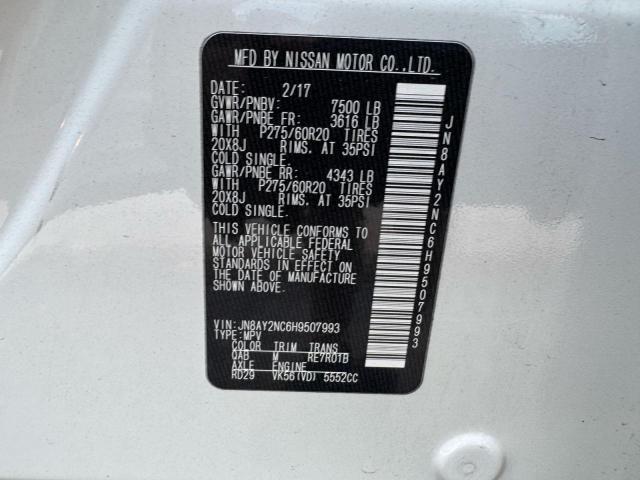 MFD BY NISSAN MOTOR CO.,LTD.
DATE: 2/17
GVWR/PNBV: 7500 LB
GAWR/PNBE FR: 3616 LB
WITH P275/60R20 TIRES
20X8J RIMS. AT 35PSI
COLD SINGLE.
GAWR/PNBE RR: 4343 LB
WITH P275/60R20 TIRES
20X8J RIMS. AT 35PSI
COLD SINGLE.
THIS VEHICLE CONFORMS TO
ALL APPLICABLE FEDERAL
MOTOR VEHICLE SAFETY
STANDARDS IN EFFECT ON
THE DATE OF MANUFACTURE
SHOWN ABOVE.
VIN: JN8AY2NC6H9507993
TYPE: MPV
COLOR TRIM TRANS
QAB M RE7R01B
AXLE ENGINE
RD29 VK56(VD) 5552CC
JN8AY2NC6H9507993